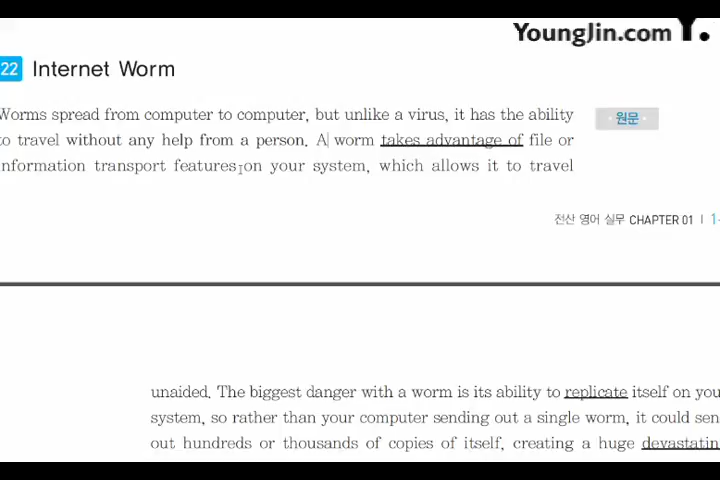 YoungJin.com Y.
22 Internet Worm
Worms spread from computer to computer, but unlike a virus, it has the ability
원문
to travel without any help from a person. A worm takes advantage of file or
nformation transport features on your system, which allows it to travel
전산 영어 실무 CHAPTER 01 | 1-
unaided. The biggest danger with a worm is its ability to replicate itself on you
system, so rather than your computer sending out a single worm, it could sen
out hundreds or thousands of copies of itself, creating a huge devastatin